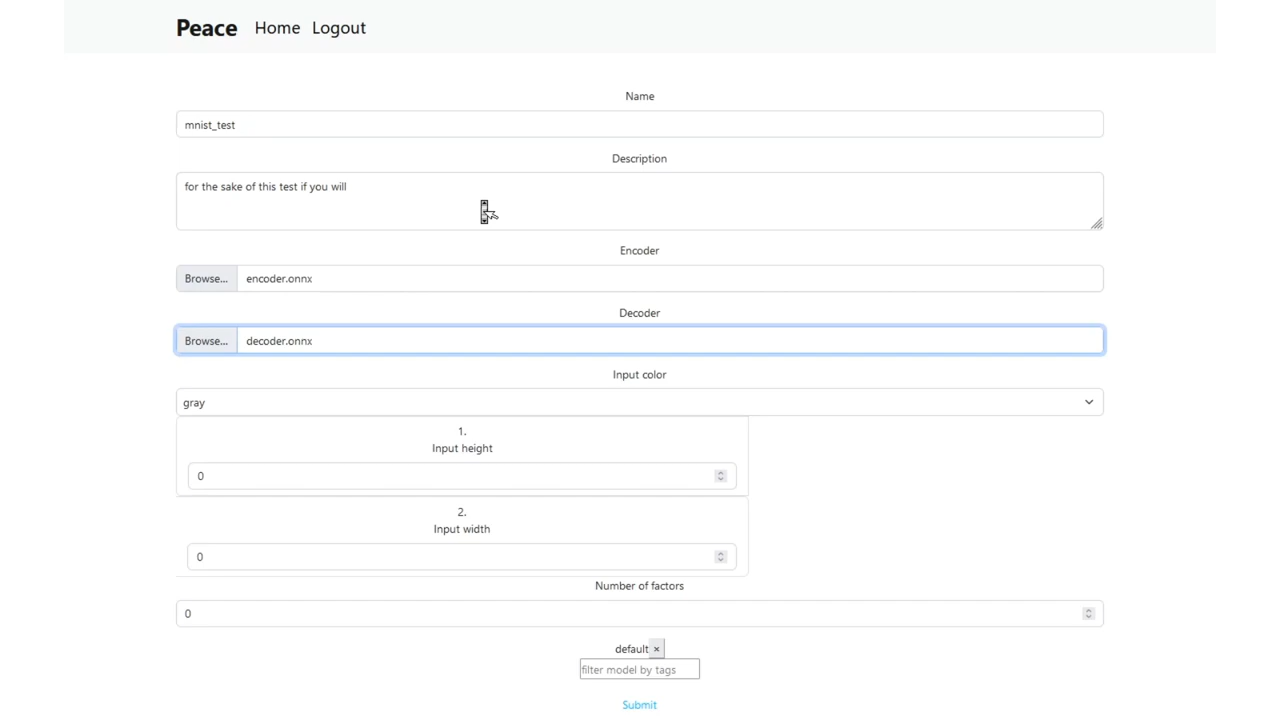 Peace Home Logout
Name
mnist_test
Description
for the sake of this test if you will
Encoder
Browse... encoder.onnx
Decoder
Browse... decoder.onnx
Input color
gray
1.
Input height
0
2.
Input width
0
Number of factors
0
default ×
filter model by tags
Submit